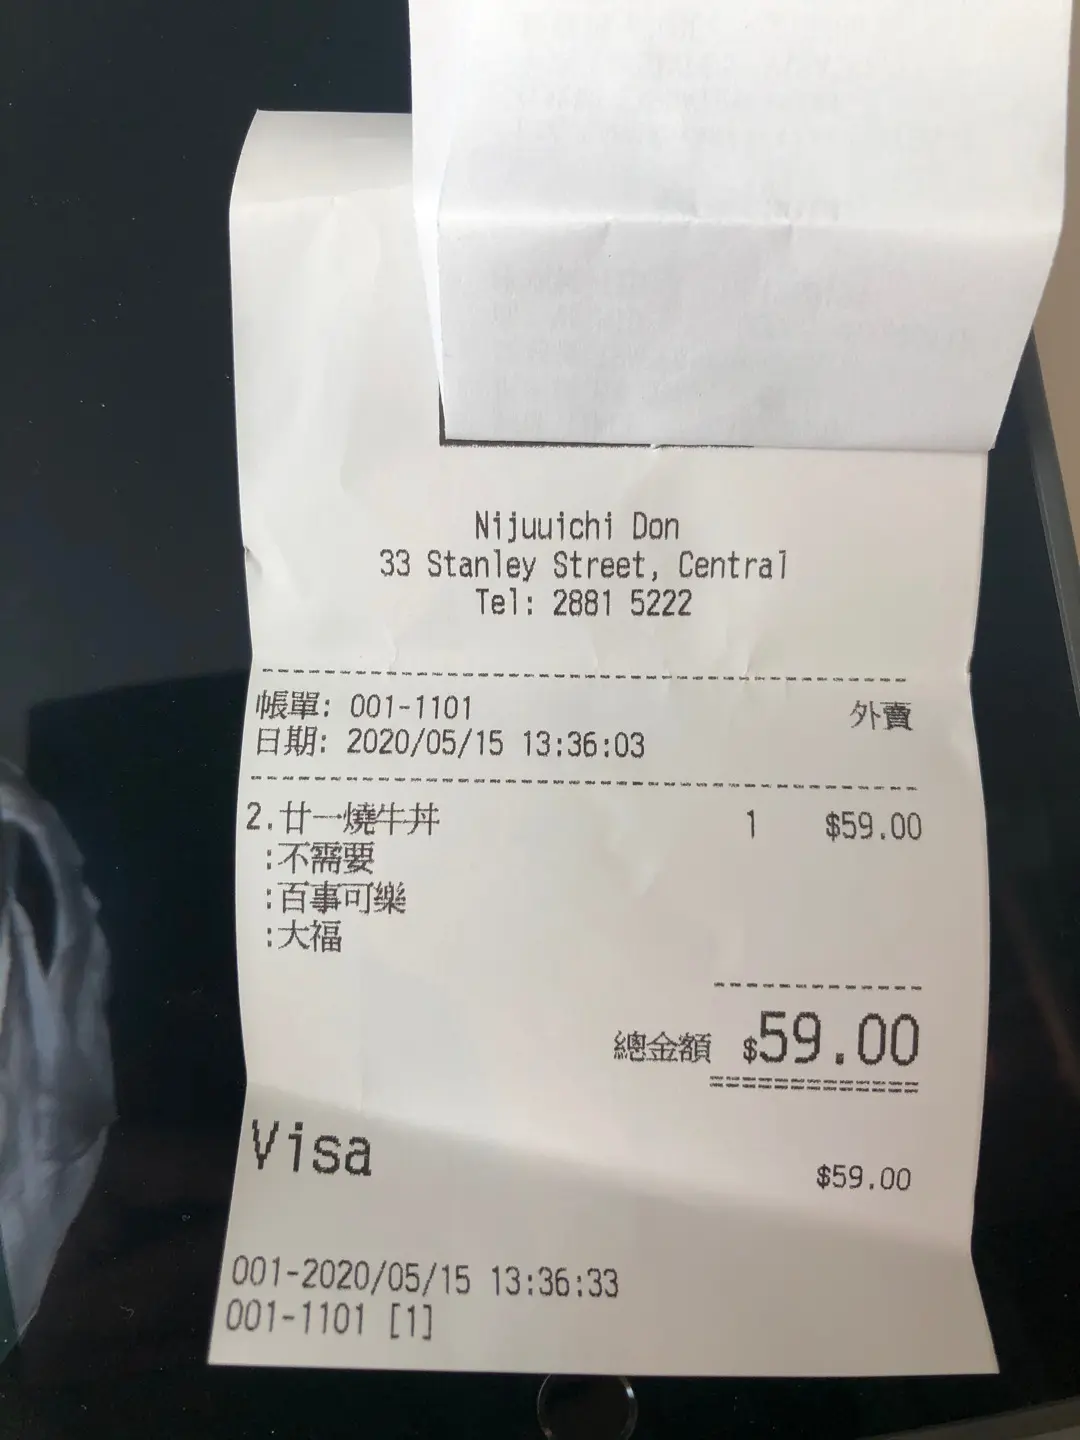 Nijuuichi Don
33 Stanley Street, Central
Tel: 2881 5222
帳單: 001-1101 外賣
日期: 2020/05/15 13:36:03
2.廿一燒牛丼 1 $59.00
:不需要
:百事可樂
:大福
總金額 $59.00
Visa $59.00
001-2020/05/15 13:36:33
001-1101 [1]